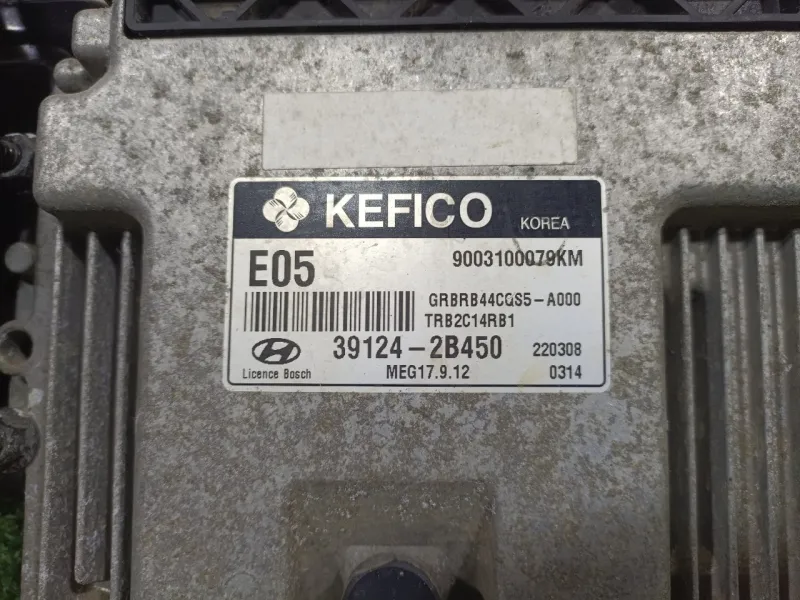 KEFICO KOREA
E05 9003100079KM
GRBRB44CQS5-A000
TRB2C14RB1
39124-2B450 220308
Licence Bosch MEG17.9.12 0314